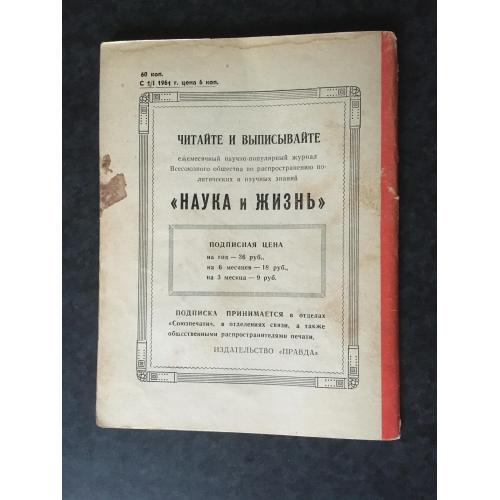 60 коп.
С 1/I 1961 г. цена 6 коп.
ЧИТАЙТЕ И ВЫПИСЫВАЙТЕ
ежемесячный научно-популярный журнал
Всесоюзного общества по распространению по-
литических и научных знаний
«НАУКА и ЖИЗНЬ»
ПОДПИСНАЯ ЦЕНА
на год — 36 руб.,
на 6 месяцев — 18 руб.,
на 3 месяца — 9 руб.
ПОДПИСКА ПРИНИМАЕТСЯ в отделах
«Союзпечати», в отделениях связи, а также
общественными распространителями печати.
ИЗДАТЕЛЬСТВО «ПРАВДА»